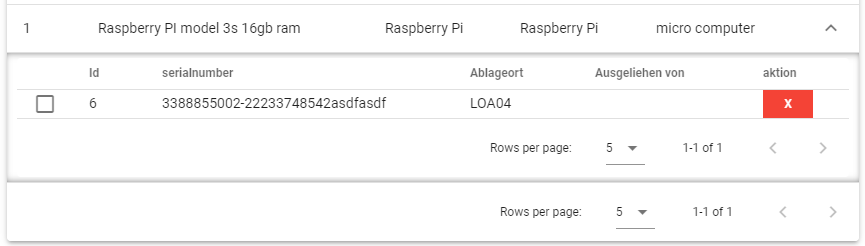 1 Raspberry PI model 3s 16gb ram Raspberry Pi Raspberry Pi micro computer
Id serialnumber Ablageort Ausgeliehen von aktion
6 3388855002-22233748542asdfasdf LOA04 X
Rows per page: 5 1-1 of 1
Rows per page: 5 1-1 of 1